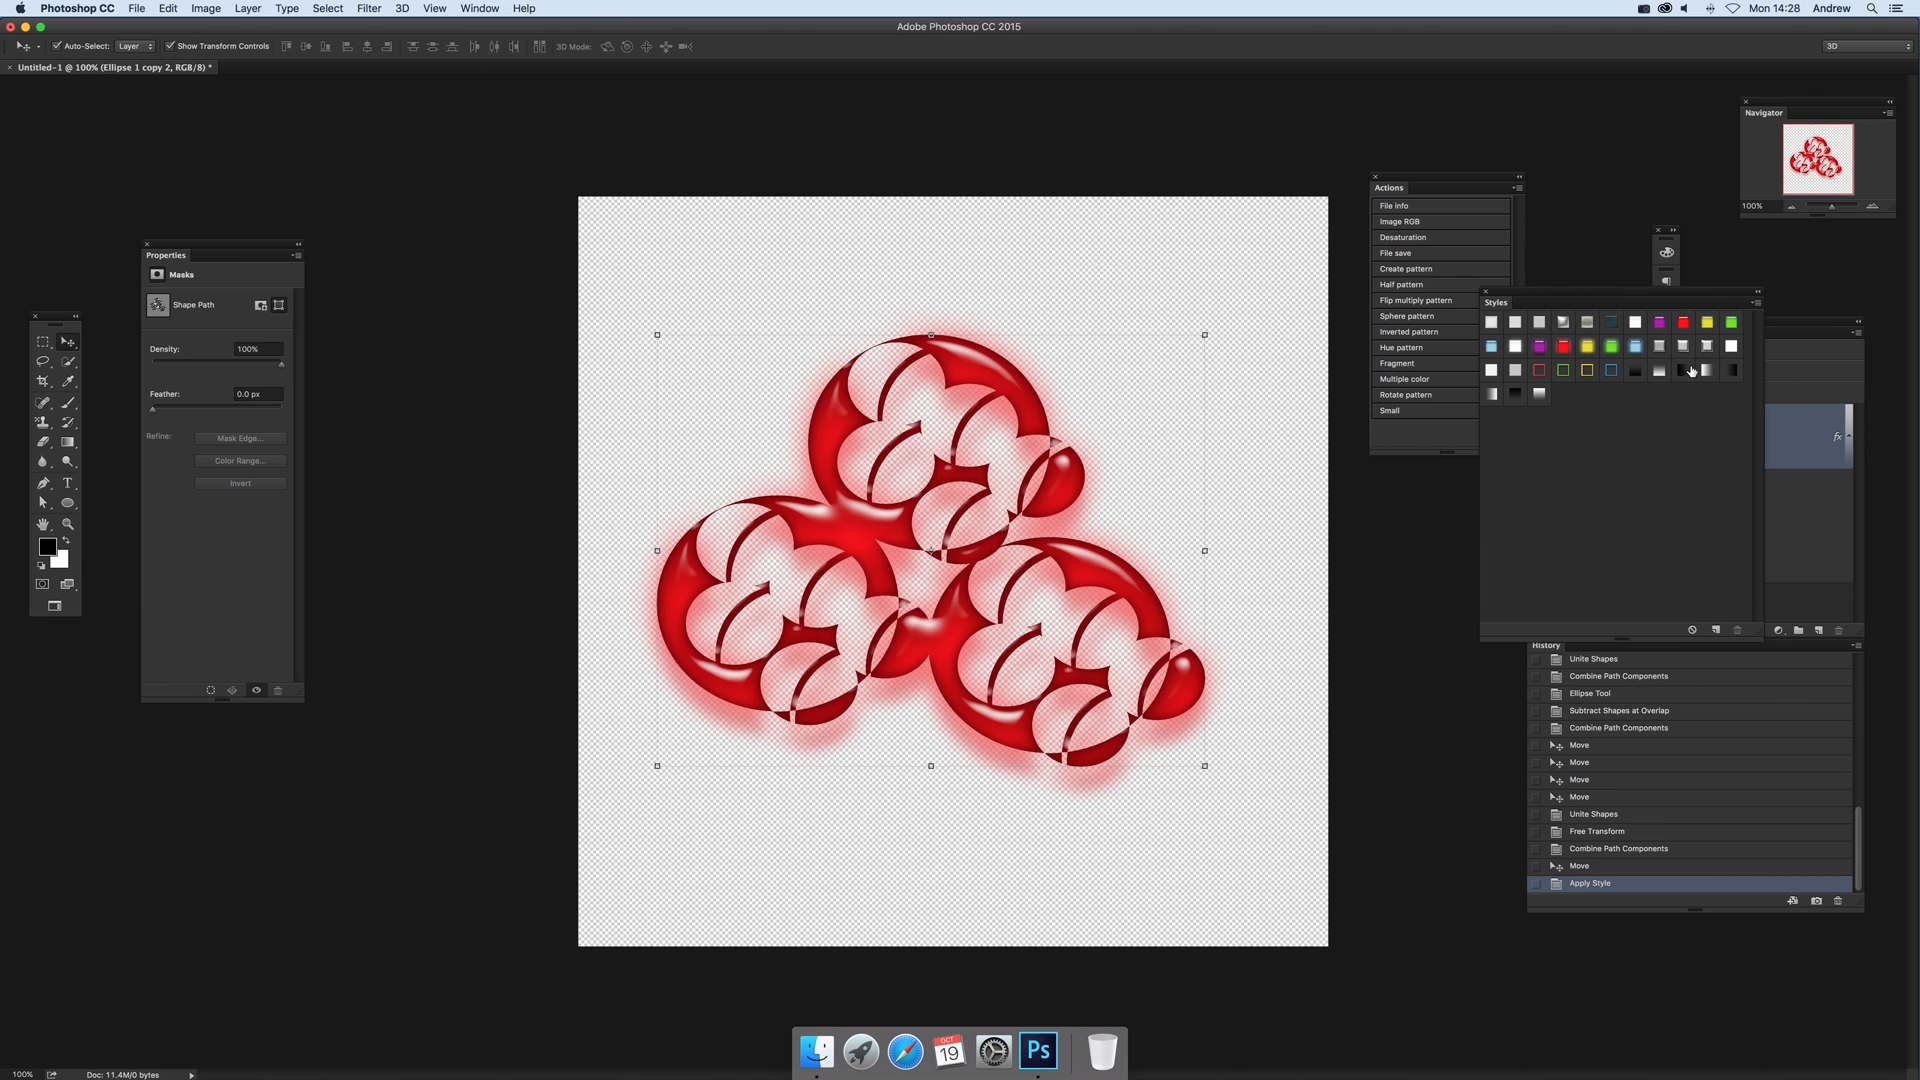 Photoshop CC File Edit Image Layer Type Select Filter 3D View Window Help
Mon 14:28 Andrew
Adobe Photoshop CC 2015
Auto-Select: Layer Show Transform Controls 3D Mode: 3D
Untitled-1 @ 100% (Ellipse 1 copy 2, RGB/8) *
Navigator
100%
Actions
File info
Image RGB
Desaturation
File save
Create pattern
Half pattern
Flip multiply pattern
Sphere pattern
Inverted pattern
Hue pattern
Fragment
Multiple color
Rotate pattern
Small
Properties
Masks
Shape Path
Density: 100%
Feather: 0.0 px
Refine: Mask Edge...
Color Range...
Invert
T
Styles
fx
History
Unite Shapes
Combine Path Components
Ellipse Tool
Subtract Shapes at Overlap
Combine Path Components
Move
Move
Move
Move
Unite Shapes
Free Transform
Combine Path Components
Move
Apply Style
OCT
19
Ps
100% Doc: 11.4M/0 bytes